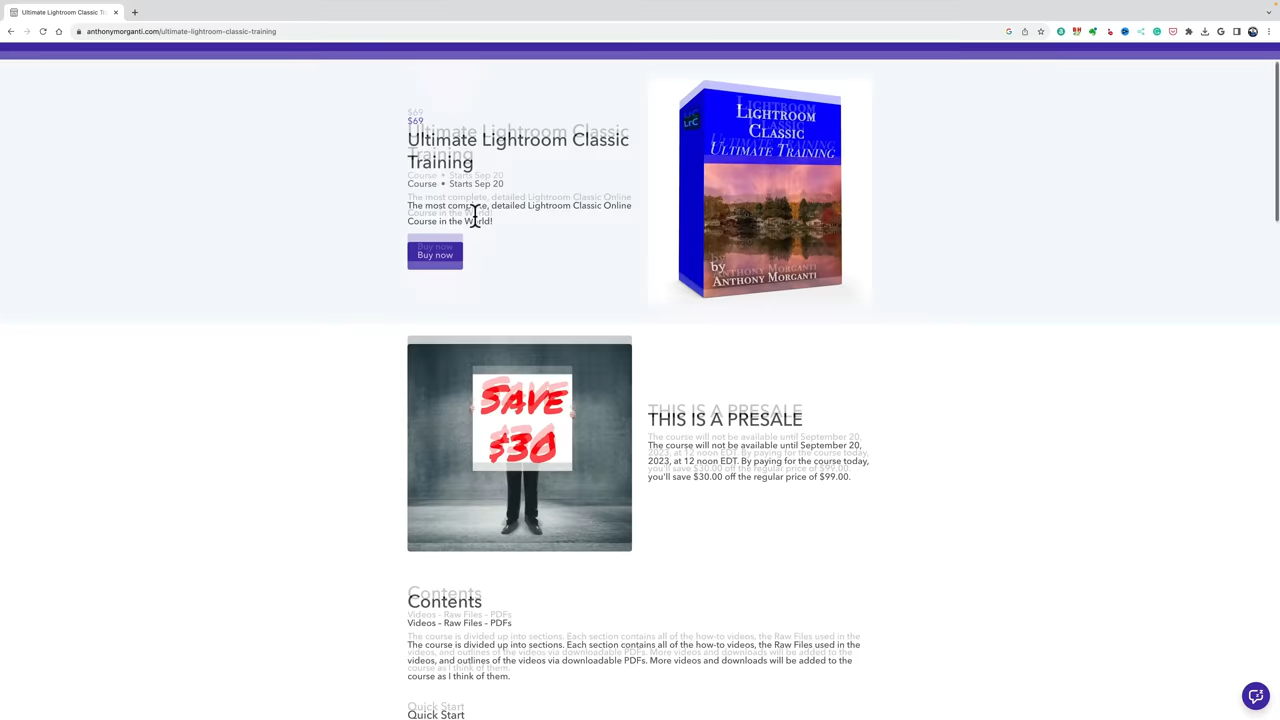 Ultimate Lightroom Classic Tr
anthonymorganti.com/ultimate-lightroom-classic-training
$69
Ultimate Lightroom Classic
Training
Course • Starts Sep 20
The most complete, detailed Lightroom Classic Online
Course in the World!
Buy now
LrC
LIGHTROOM
CLASSIC
ULTIMATE TRAINING
by
ANTHONY MORGANTI
SAVE
$30
THIS IS A PRESALE
The course will not be available until September 20,
2023, at 12 noon EDT. By paying for the course today,
you'll save $30.00 off the regular price of $99.00.
Contents
Videos – Raw Files – PDFs
The course is divided up into sections. Each section contains all of the how-to videos, the Raw Files used in the
videos, and outlines of the videos via downloadable PDFs. More videos and downloads will be added to the
course as I think of them.
Quick Start